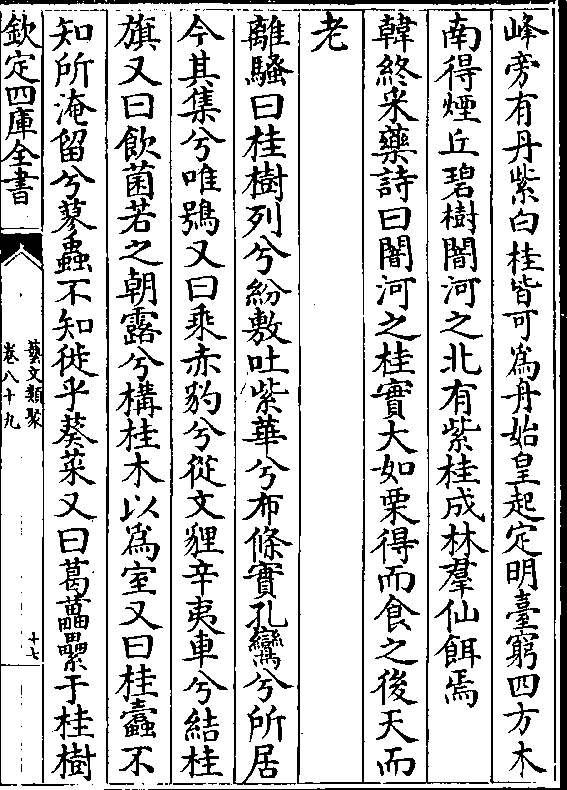 峰旁有丹紫白桂皆可為丹始皇起定明臺窮四方木
南得煙丘碧樹闇河之北有紫桂成林羣仙餌焉
韓終采藥詩曰闇河之桂實大如栗得而食之後天而
老
離騷曰桂樹列兮紛敷吐紫華兮布條實孔鸞兮所居
今其集兮唯鴞又曰乘赤豹兮從文貍辛夷車兮結桂
旗又曰飲菌若之朝露兮構桂木以為室又曰桂蠹不
知所淹留兮蓼蟲不知徙乎葵菜又曰葛藟虆于桂樹
欽定四庫全書
藝文類聚
卷八十九
十七